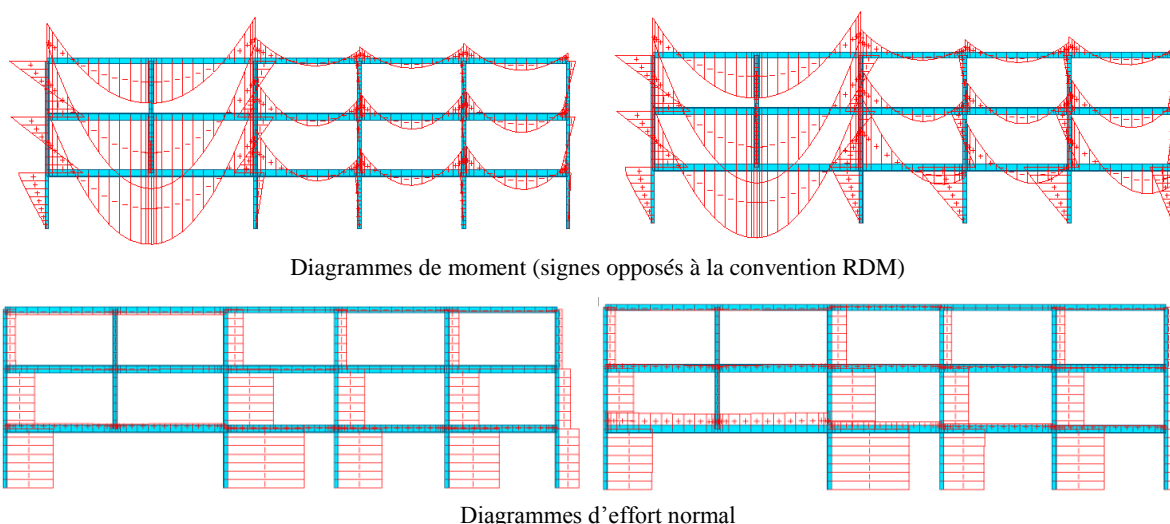 Diagrammes de moment (signes opposés à la convention RDM)
Diagrammes d'effort normal